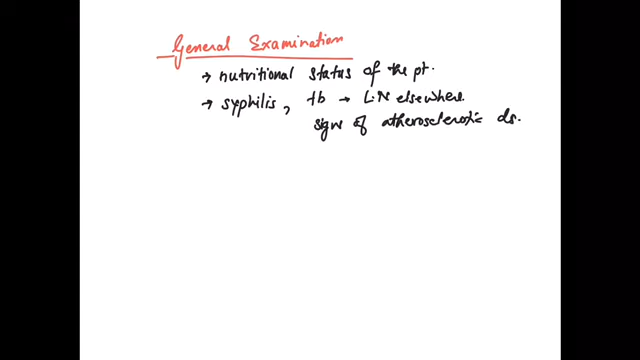 General Examination
→ nutritional status of the pt.
→ syphilis, tb → L.N elsewhere
sign of atherosclerotic ds.